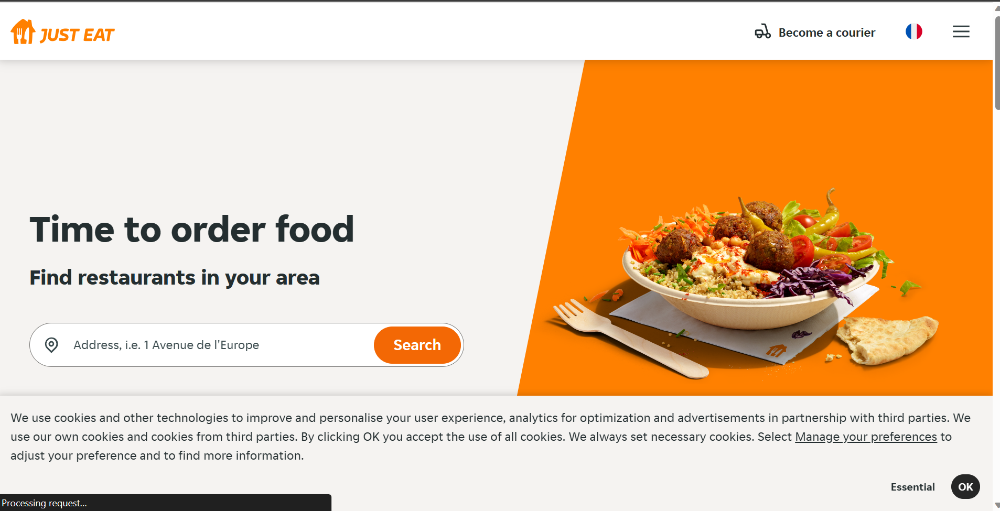 JUST EAT
Become a courier
Time to order food
Find restaurants in your area
Address, i.e. 1 Avenue de l'Europe
Search
We use cookies and other technologies to improve and personalise your user experience, analytics for optimization and advertisements in partnership with third parties. We
use our own cookies and cookies from third parties. By clicking OK you accept the use of all cookies. We always set necessary cookies. Select Manage your preferences to
adjust your preference and to find more information.
Essential
OK
Processing request...